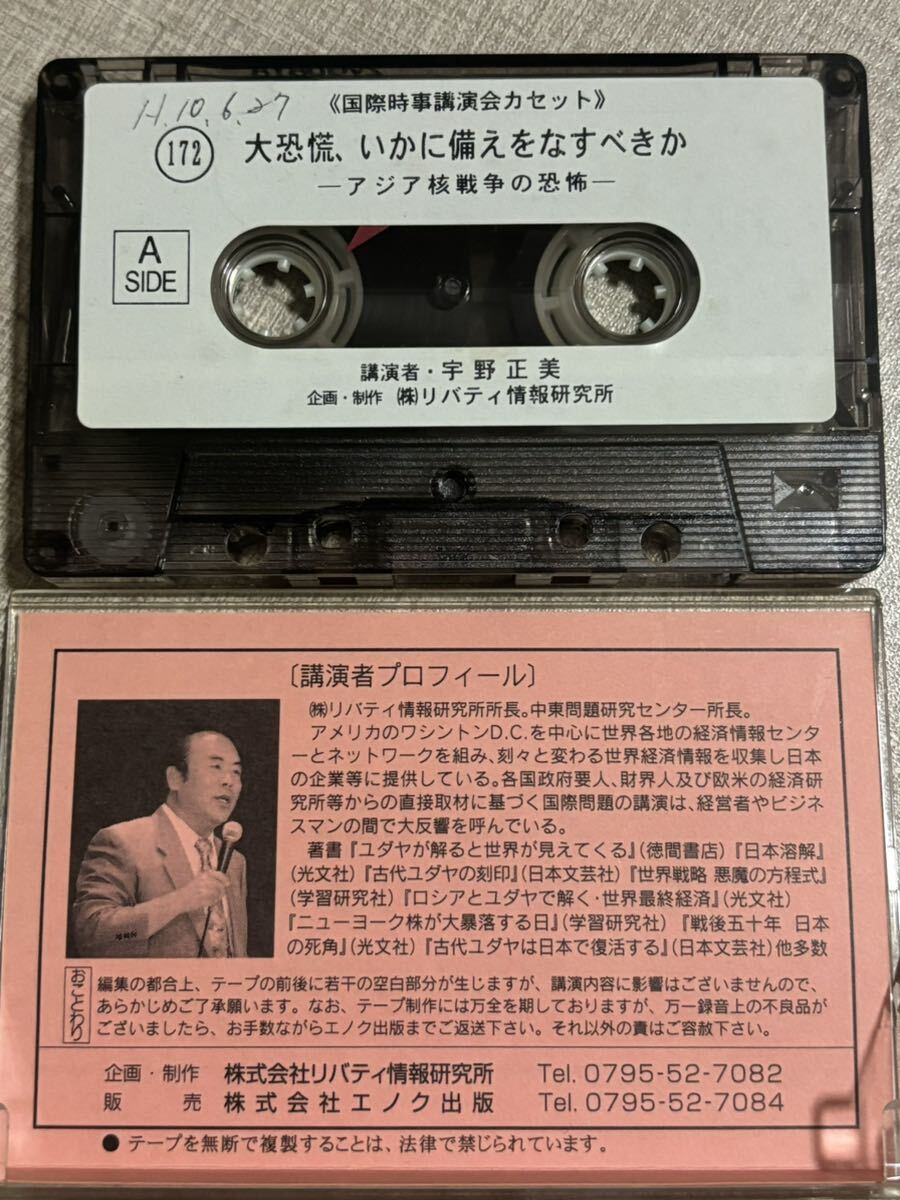 H.10.6.27
《国際時事講演会カセット》
172 大恐慌、いかに備えをなすべきか
―アジア核戦争の恐怖―
A
SIDE
講演者・宇野正美
企画・制作 ㈱リバティ情報研究所
〔講演者プロフィール〕
㈱リバティ情報研究所所長。中東問題研究センター所長。
アメリカのワシントンD.C.を中心に世界各地の経済情報センタ
ーとネットワークを組み、刻々と変わる世界経済情報を収集し日本
の企業等に提供している。各国政府要人、財界人及び欧米の経済研
究所等からの直接取材に基づく国際問題の講演は、経営者やビジネ
スマンの間で大反響を呼んでいる。
著書『ユダヤが解ると世界が見えてくる』(徳間書店)『日本溶解』
(光文社)『古代ユダヤの刻印』(日本文芸社)『世界戦略 悪魔の方程式』
(学習研究社)『ロシアとユダヤで解く・世界最終経済』(光文社)
『ニューヨーク株が大暴落する日』(学習研究社)『戦後五十年 日本
の死角』(光文社)『古代ユダヤは日本で復活する』(日本文芸社)他多数
おことわり
編集の都合上、テープの前後に若干の空白部分が生じますが、講演内容に影響はございませんので、
あらかじめご了承願います。なお、テープ制作には万全を期しておりますが、万一録音上の不良品が
ございましたら、お手数ながらエノク出版までご返送下さい。それ以外の責はご容赦下さい。
企画・制作 株式会社リバティ情報研究所 Tel. 0795-52-7082
販売 株式会社エノク出版 Tel. 0795-52-7084
● テープを無断で複製することは、法律で禁じられています。